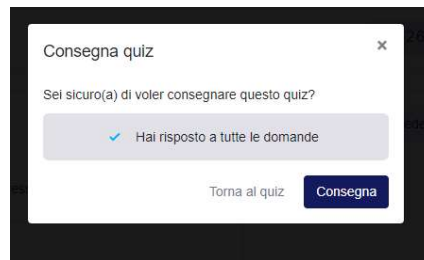 Consegna quiz
×
Sei sicuro(a) di voler consegnare questo quiz?
✓ Hai risposto a tutte le domande
Torna al quiz Consegna